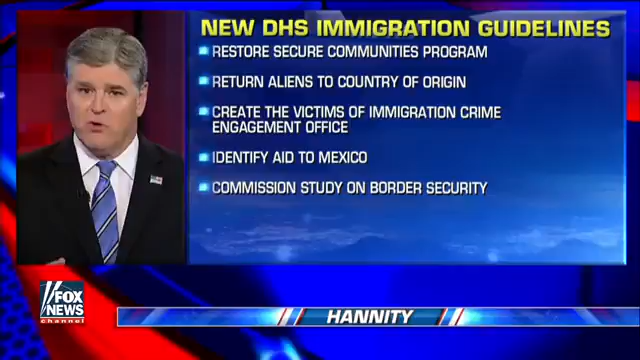 NEW DHS IMMIGRATION GUIDELINES
RESTORE SECURE COMMUNITIES PROGRAM
RETURN ALIENS TO COUNTRY OF ORIGIN
CREATE THE VICTIMS OF IMMIGRATION CRIME
ENGAGEMENT OFFICE
IDENTIFY AID TO MEXICO
COMMISSION STUDY ON BORDER SECURITY
FOX
NEWS
channel
HANNITY